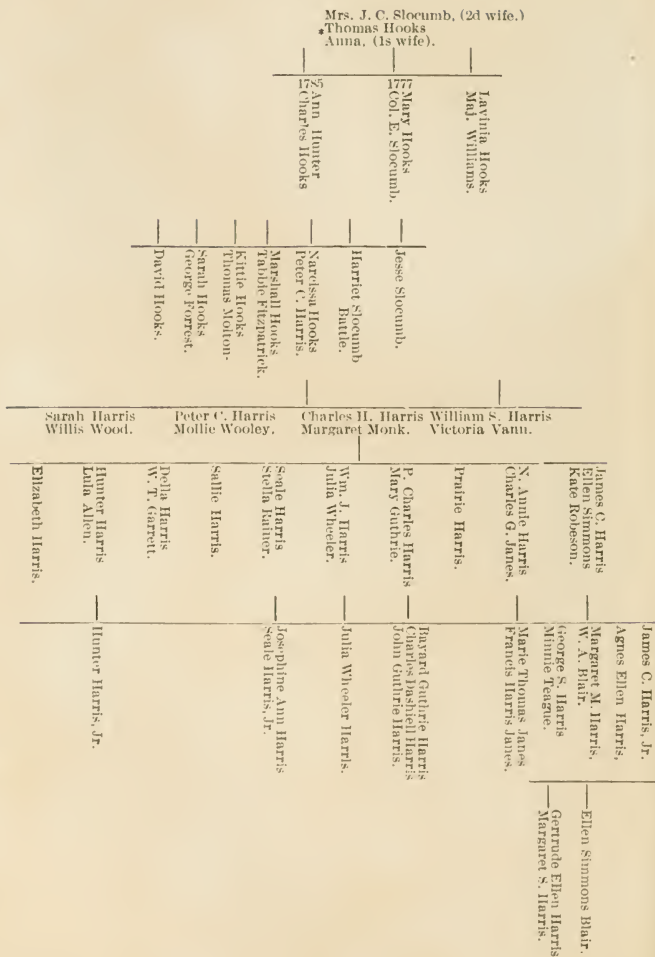 Mrs. J. C. Slocumb, (2d wife.)
*Thomas Hooks
Anna, (1s wife).
1785
Ann Hunter
Charles Hooks
1777
Mary Hooks
Col. E. Slocumb.
Lavinia Hooks
Maj. Williams.
David Hooks.
Sarah Hooks
George Forrest.
Kittie Hooks
Thomas Molton-
Marshall Hooks
Tabbie Fitzpatrick.
Narcissa Hooks
Peter C. Harris.
Harriet Slocumb
Battle.
Jesse Slocumb.
Sarah Harris
Willis Wood.
Peter C. Harris
Mollie Wooley.
Charles H. Harris
Margaret Monk.
William S. Harris
Victoria Vann.
Elizabeth Harris.
Hunter Harris
Lula Allen.
Della Harris
W. T. Garrett.
Sallie Harris.
Seale Harris
Stella Rainer.
Wm. J. Harris
Julia Wheeler.
P. Charles Harris
Mary Guthrie.
Prairie Harris.
N. Annie Harris
Charles G. Janes.
James C. Harris
Ellen Simmons
Kate Robeson.
Hunter Harris, Jr.
Josephine Ann Harris
Seale Harris, Jr.
Julia Wheeler Harris.
Bayard Guthrie Harris
Charles Dashiell Harris
John Guthrie Harris.
Marie Thomas Janes
Francis Harris Janes.
George S. Harris
Minnie Teague.
Margaret M. Harris,
W. A. Blair.
Agnes Ellen Harris,
James C. Harris, Jr.
Gertrude Ellen Harris
Margaret S. Harris.
Ellen Simmons Blair.